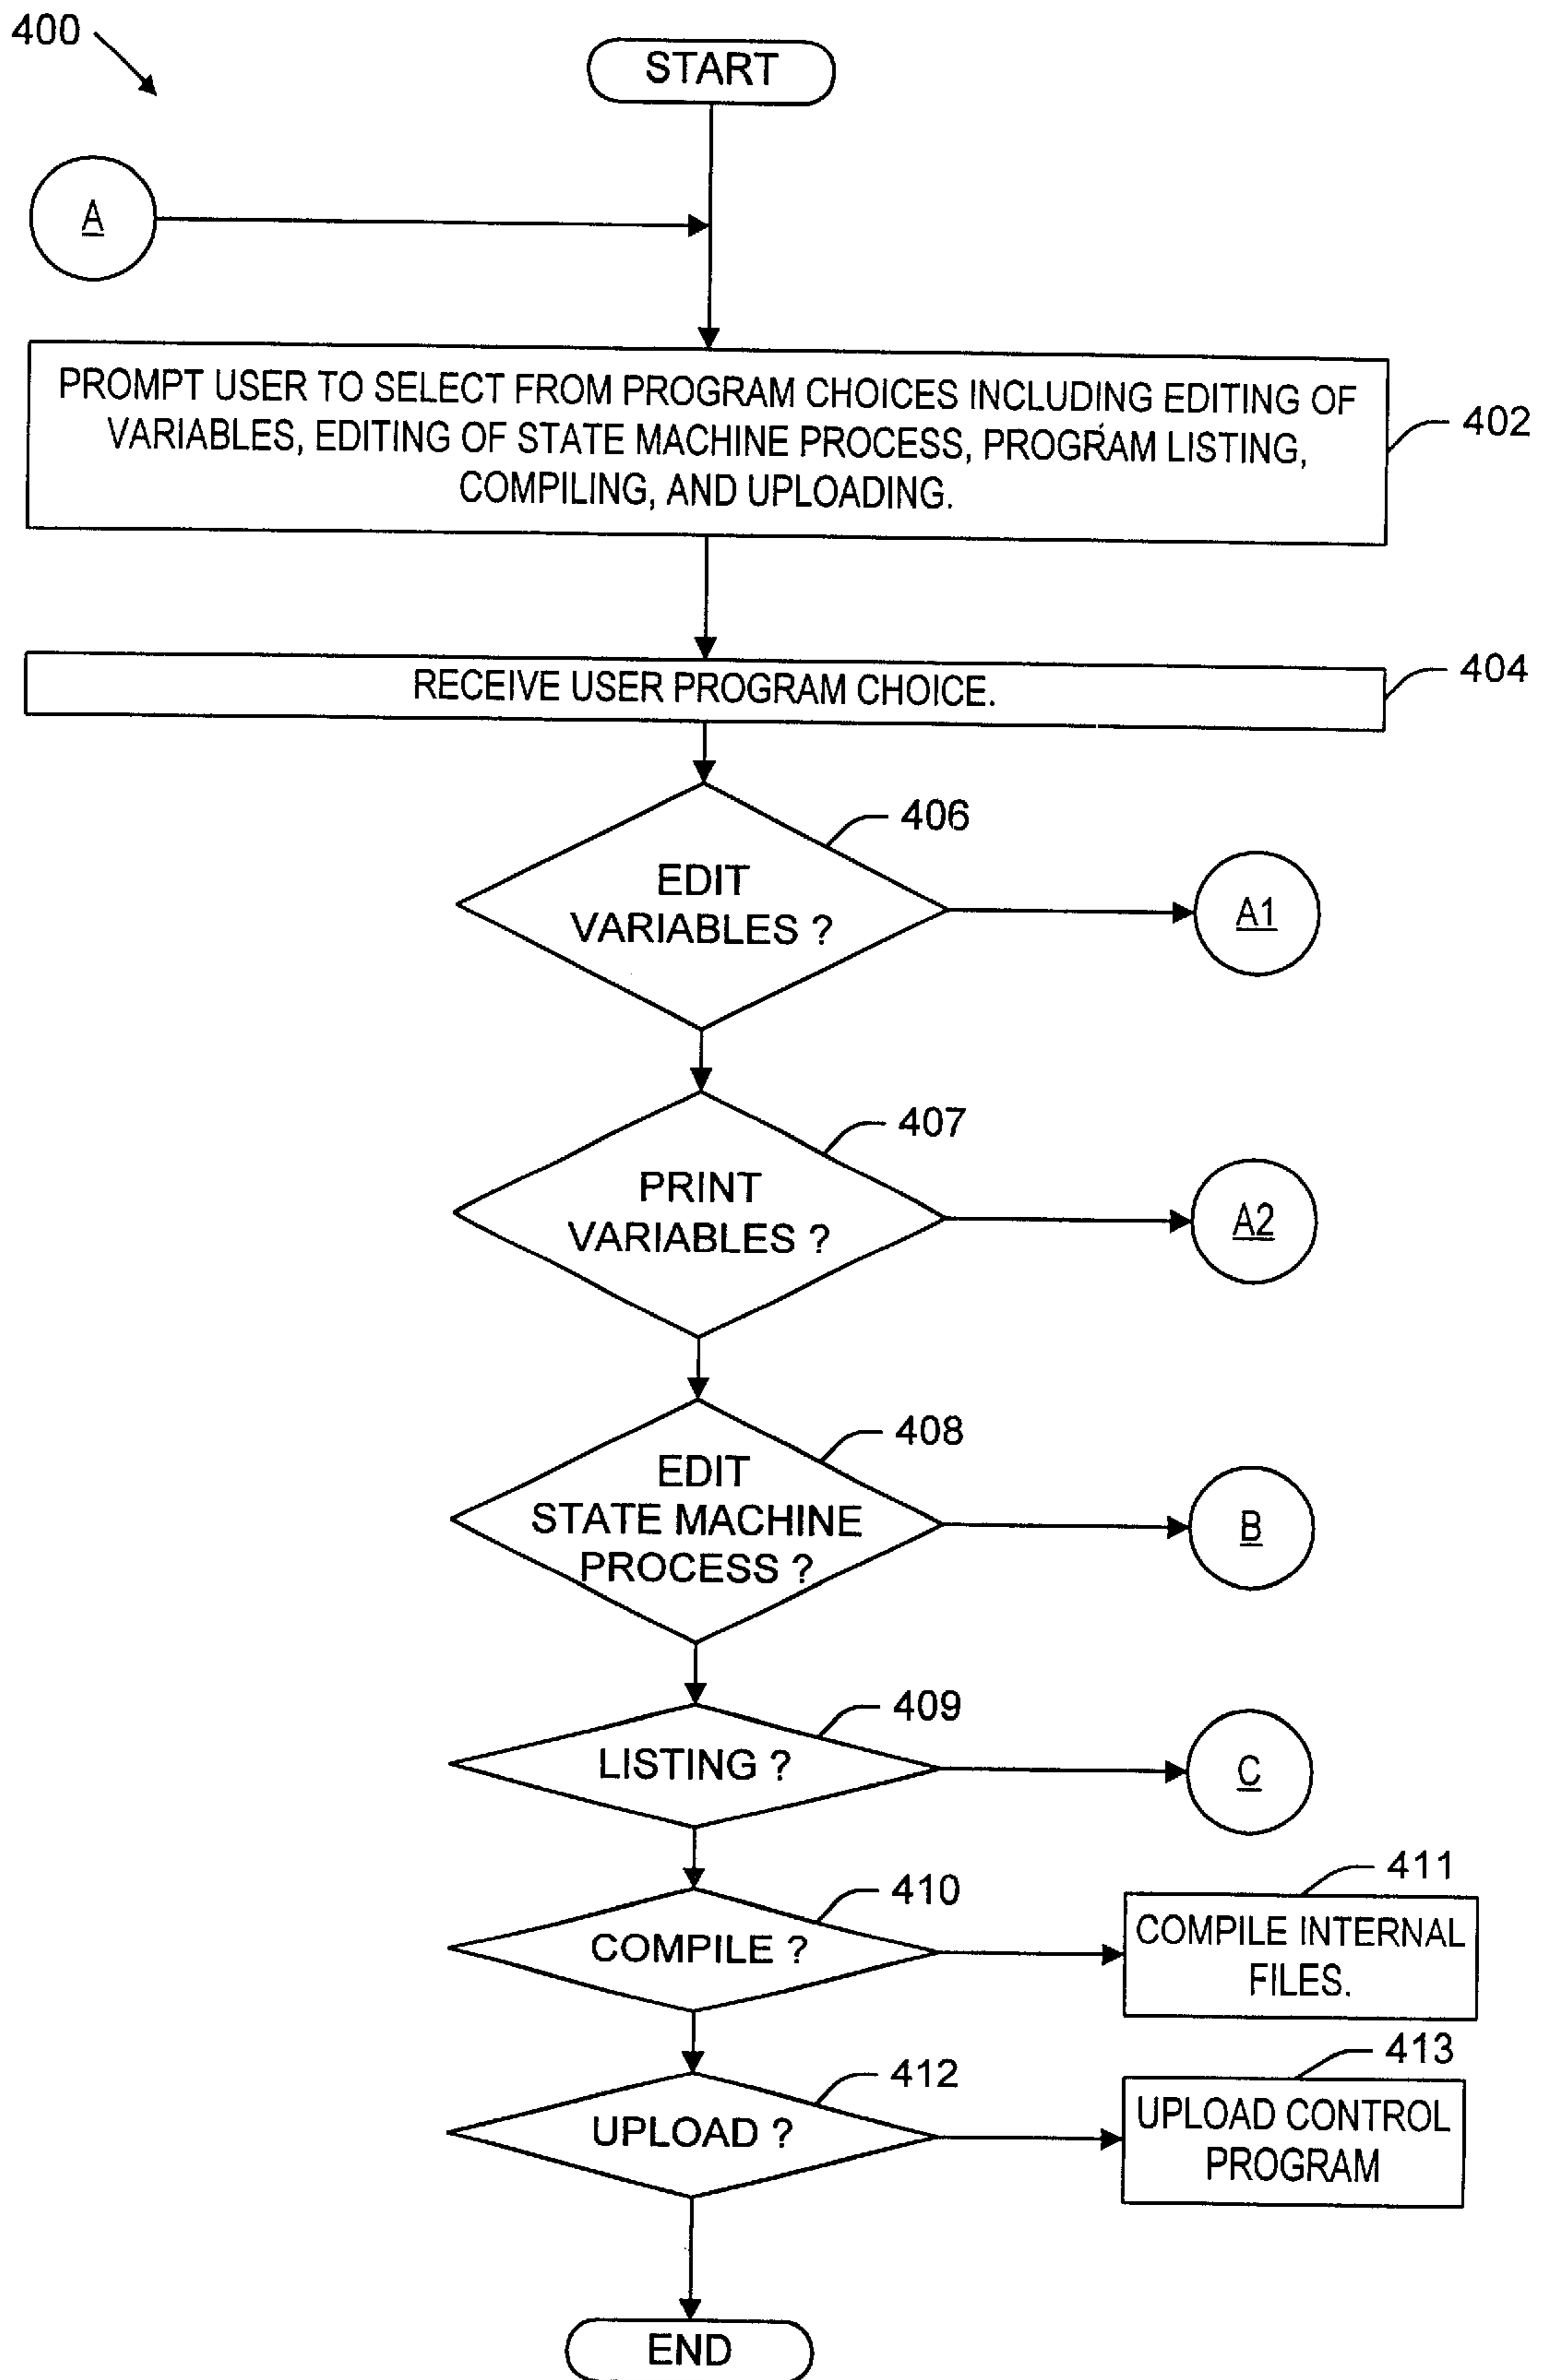 400
START
A
PROMPT USER TO SELECT FROM PROGRAM CHOICES INCLUDING EDITING OF
VARIABLES, EDITING OF STATE MACHINE PROCESS, PROGRAM LISTING,
COMPILING, AND UPLOADING.
402
RECEIVE USER PROGRAM CHOICE.
404
406
EDIT
VARIABLES ?
A1
407
PRINT
VARIABLES ?
A2
408
EDIT
STATE MACHINE
PROCESS ?
B
409
LISTING ?
C
410
COMPILE ?
411
COMPILE INTERNAL
FILES.
412
UPLOAD ?
413
UPLOAD CONTROL
PROGRAM
END